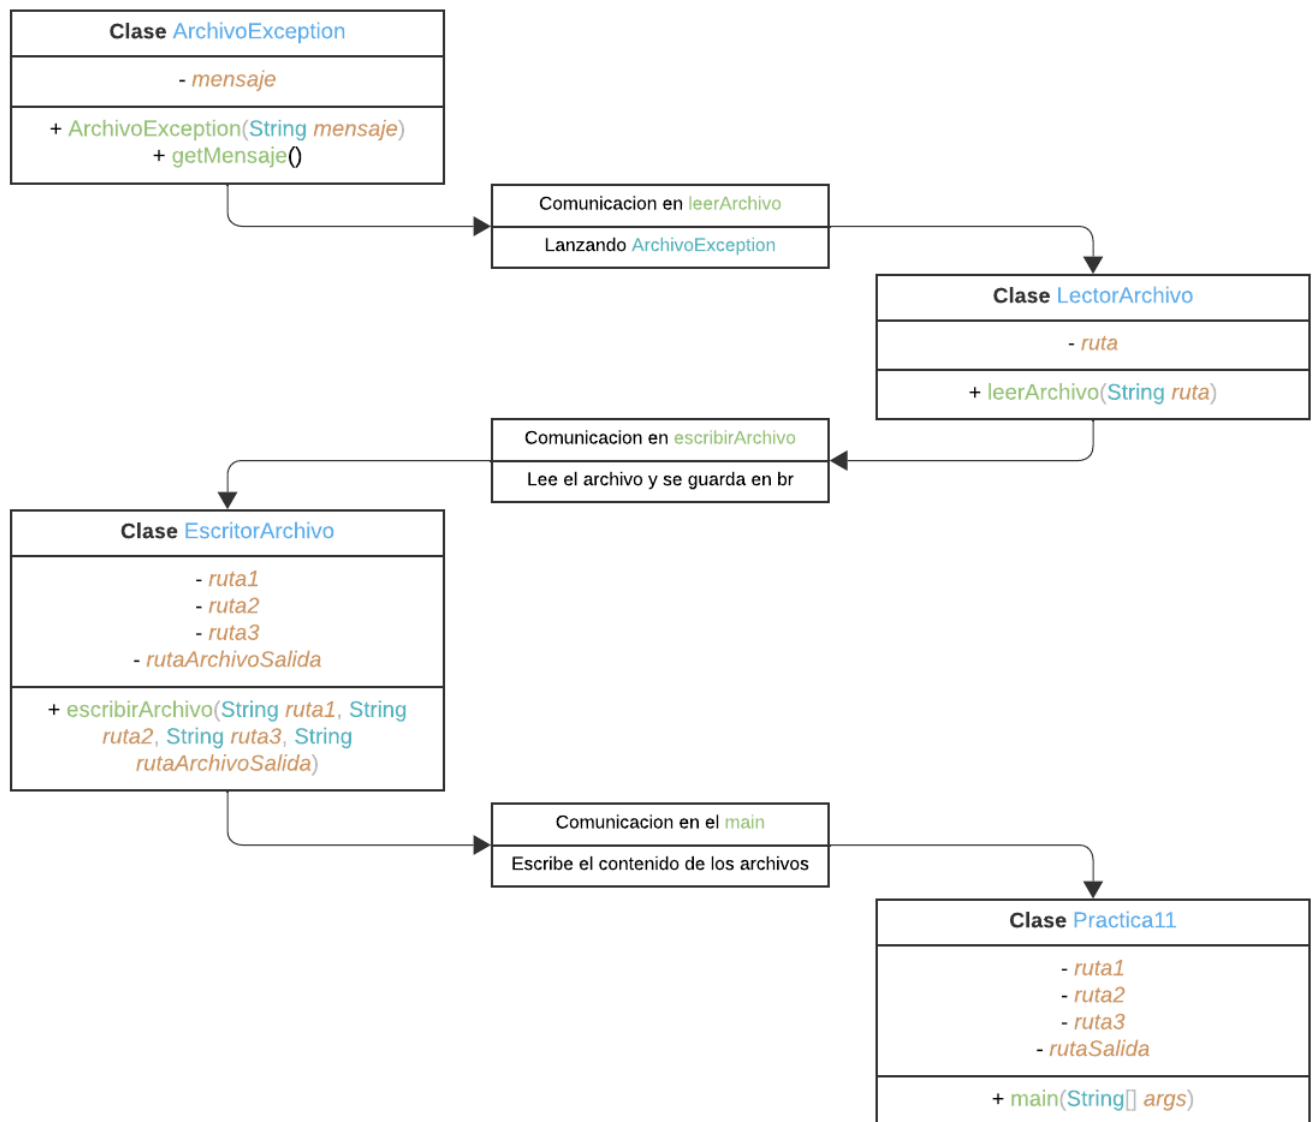 Clase ArchivoException
- mensaje
+ ArchivoException(String mensaje)
+ getMensaje()
Comunicacion en leerArchivo
Lanzando ArchivoException
Clase LectorArchivo
- ruta
+ leerArchivo(String ruta)
Comunicacion en escribirArchivo
Lee el archivo y se guarda en br
Clase EscritorArchivo
- ruta1
- ruta2
- ruta3
- rutaArchivoSalida
+ escribirArchivo(String ruta1, String
ruta2, String ruta3, String
rutaArchivoSalida)
Comunicacion en el main
Escribe el contenido de los archivos
Clase Practica11
- ruta1
- ruta2
- ruta3
- rutaSalida
+ main(String[] args)